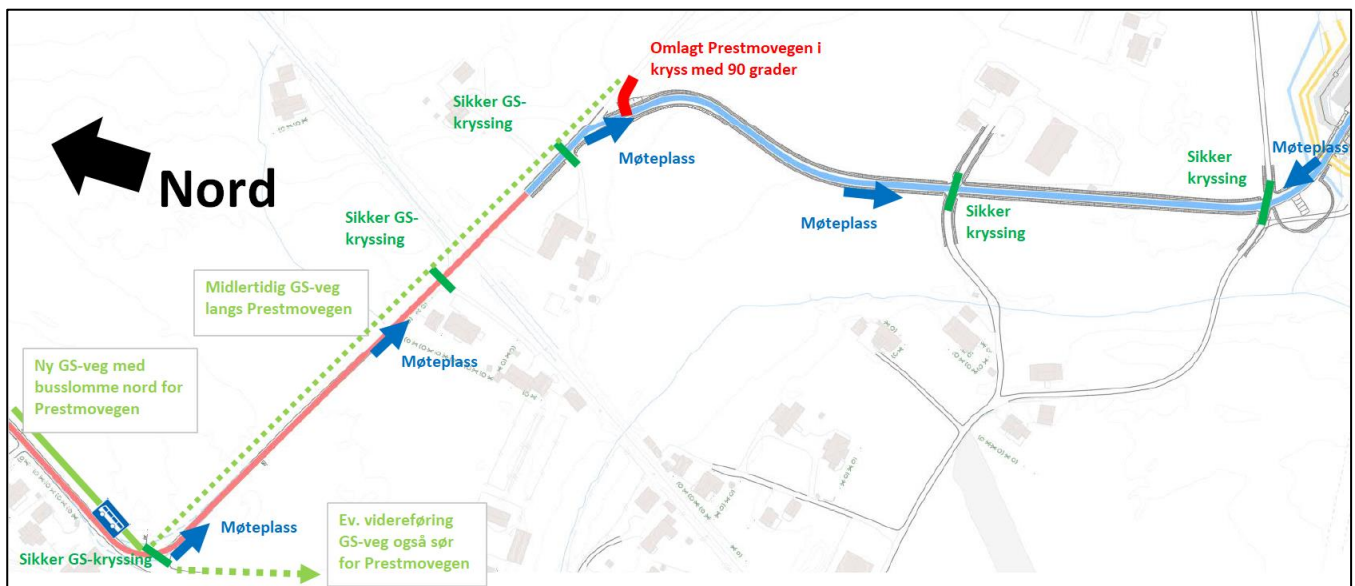 Omlagt Prestmovegen i
kryss med 90 grader
Sikker GS-
kryssing
Møteplass
Nord
Sikker GS-
kryssing
Møteplass
Sikker
kryssing
Møteplass
Sikker
kryssing
Midlertidig GS-veg
langs Prestmovegen
Møteplass
Ny GS-veg med
busslomme nord for
Prestmovegen
Møteplass
Sikker GS-kryssing
Ev. videreføring
GS-veg også sør
for Prestmovegen